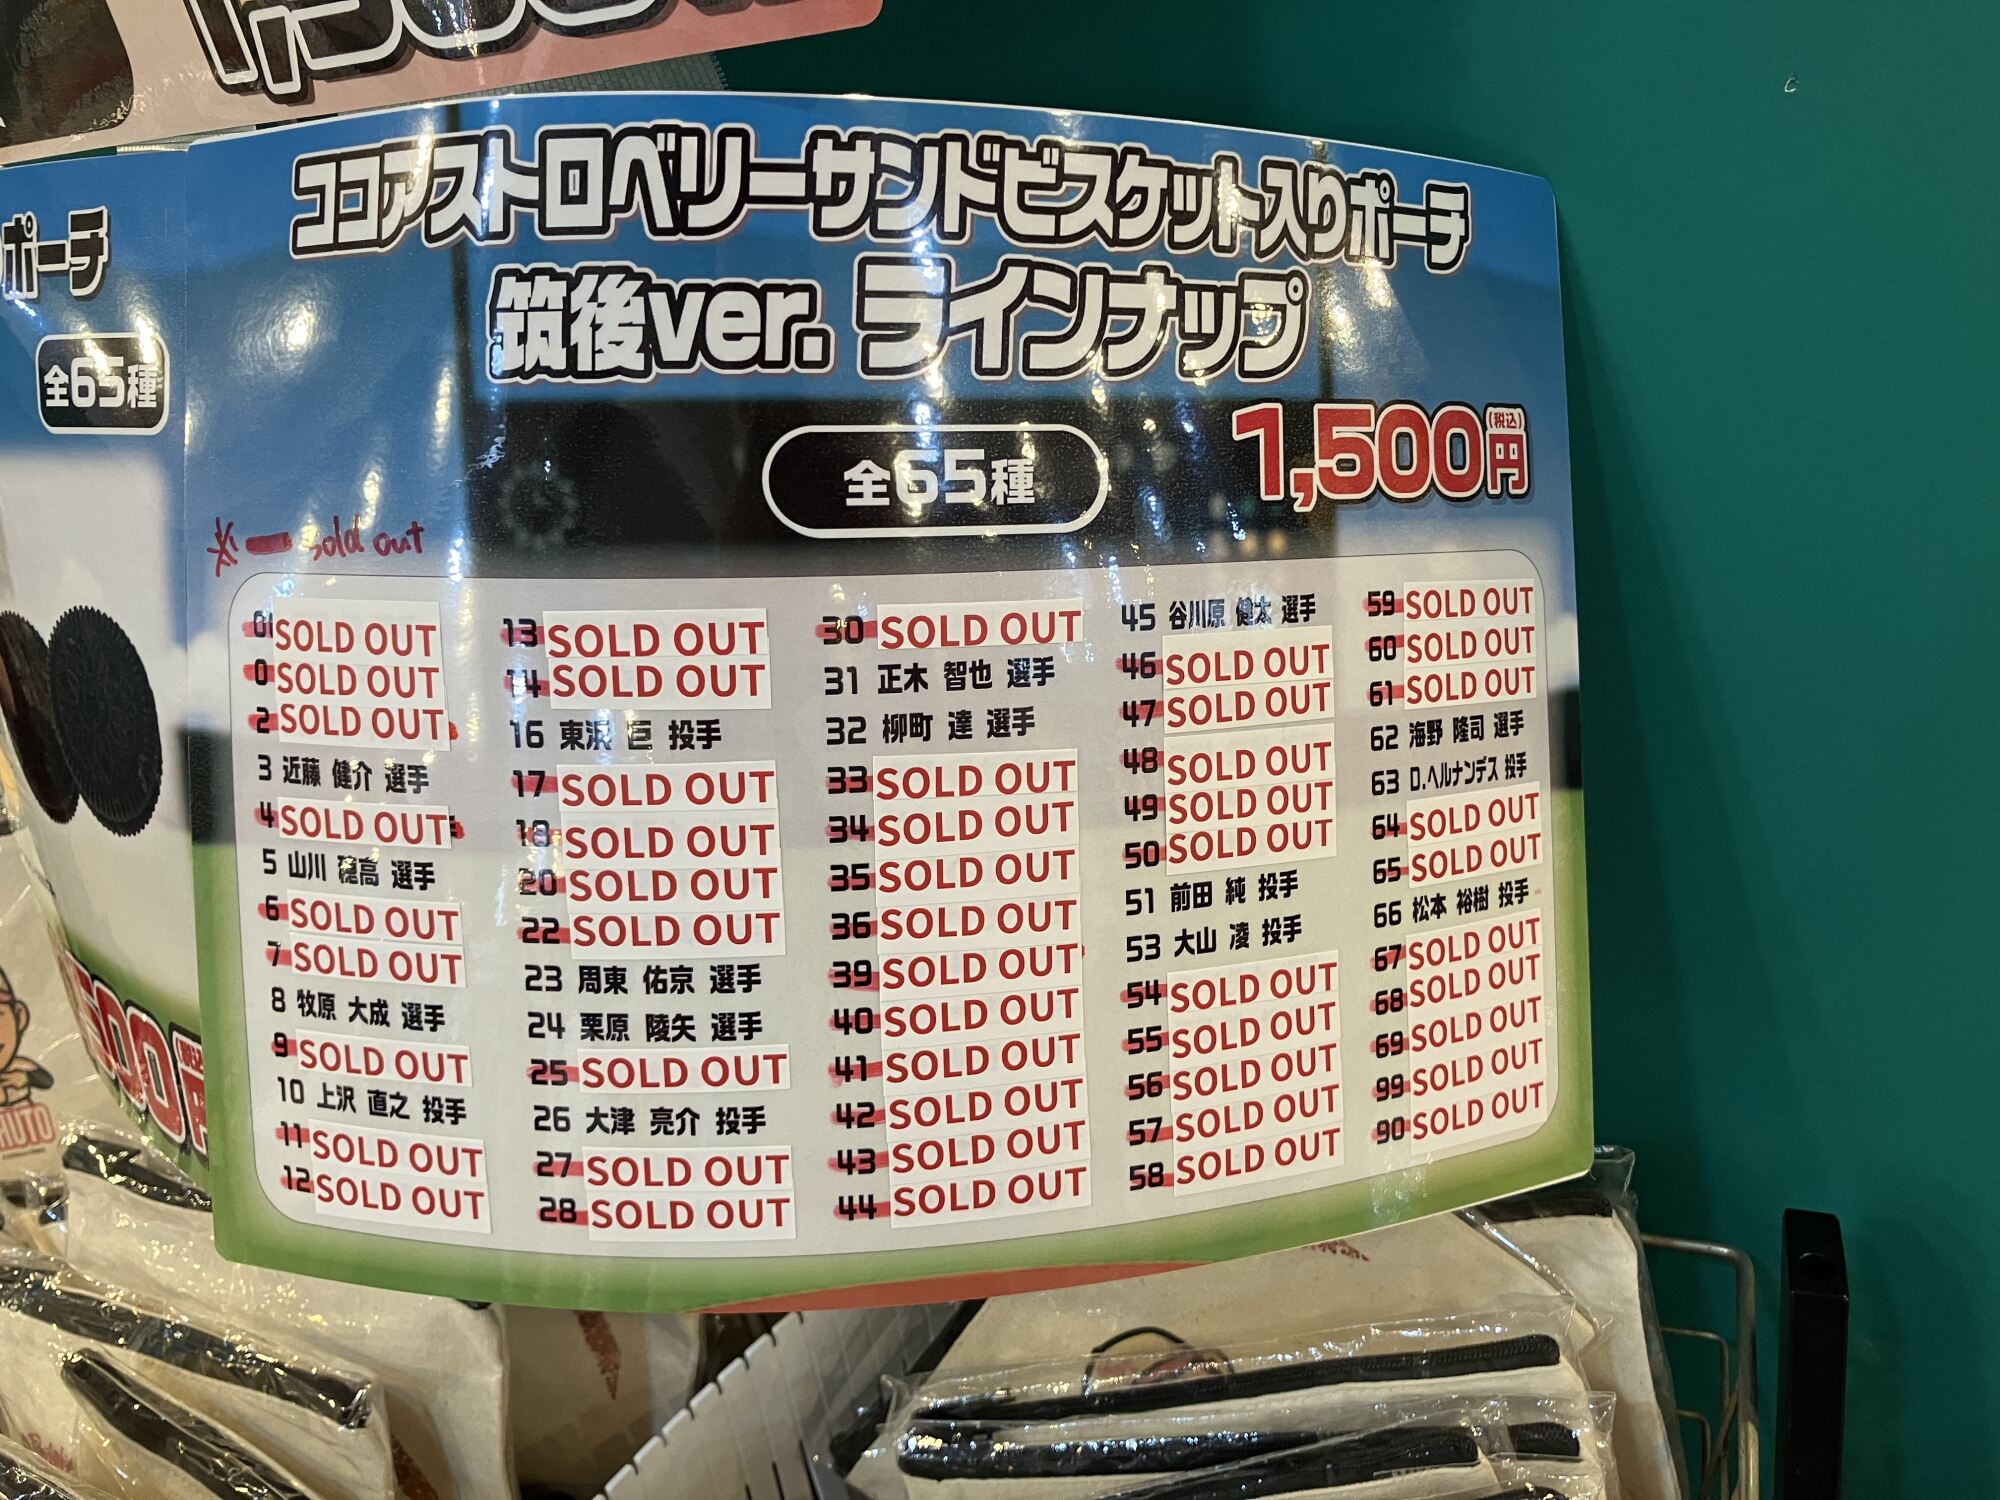 ポーチ
全65種
ココアストロベリーサンドビスケット入りポーチ
筑後ver. ラインナップ
全65種
1,500円(税込)
※ー sold out
01 SOLD OUT
0 SOLD OUT
2 SOLD OUT
3 近藤 健介 選手
4 SOLD OUT
5 山川 穂高 選手
6 SOLD OUT
7 SOLD OUT
8 牧原 大成 選手
9 SOLD OUT
10 上沢 直之 投手
11 SOLD OUT
12 SOLD OUT
13 SOLD OUT
14 SOLD OUT
16 東浜 巨 投手
17 SOLD OUT
18 SOLD OUT
20 SOLD OUT
22 SOLD OUT
23 周東 佑京 選手
24 栗原 陵矢 選手
25 SOLD OUT
26 大津 亮介 投手
27 SOLD OUT
28 SOLD OUT
30 SOLD OUT
31 正木 智也 選手
32 柳町 達 選手
33 SOLD OUT
34 SOLD OUT
35 SOLD OUT
36 SOLD OUT
39 SOLD OUT
40 SOLD OUT
41 SOLD OUT
42 SOLD OUT
43 SOLD OUT
44 SOLD OUT
45 谷川原 健太 選手
46 SOLD OUT
47 SOLD OUT
48 SOLD OUT
49 SOLD OUT
50 SOLD OUT
51 前田 純 投手
53 大山 凌 投手
54 SOLD OUT
55 SOLD OUT
56 SOLD OUT
57 SOLD OUT
58 SOLD OUT
59 SOLD OUT
60 SOLD OUT
61 SOLD OUT
62 海野 隆司 選手
63 D.ヘルナンデス 投手
64 SOLD OUT
65 SOLD OUT
66 松本 裕樹 投手
67 SOLD OUT
68 SOLD OUT
69 SOLD OUT
99 SOLD OUT
90 SOLD OUT